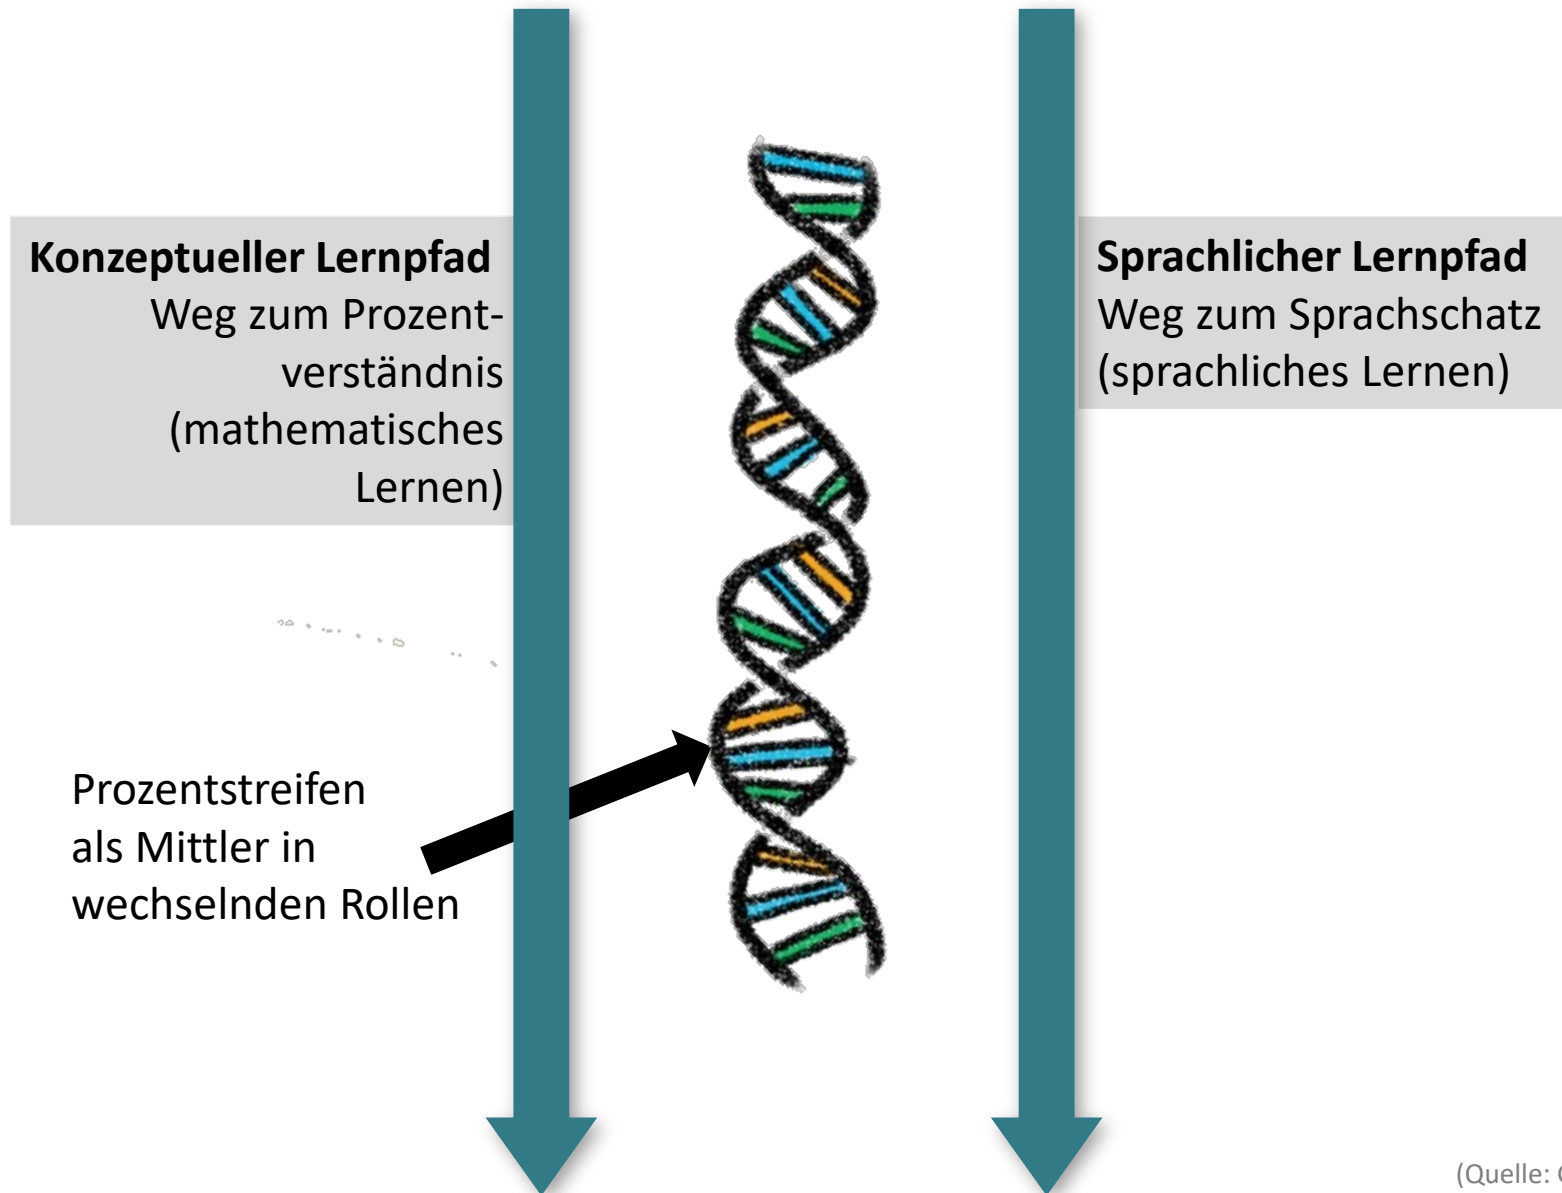 Konzeptueller Lernpfad
Weg zum Prozent-
verständnis
(mathematisches
Lernen)
Sprachlicher Lernpfad
Weg zum Sprachschatz
(sprachliches Lernen)
Prozentstreifen
als Mittler in
wechselnden Rollen
(Quelle: